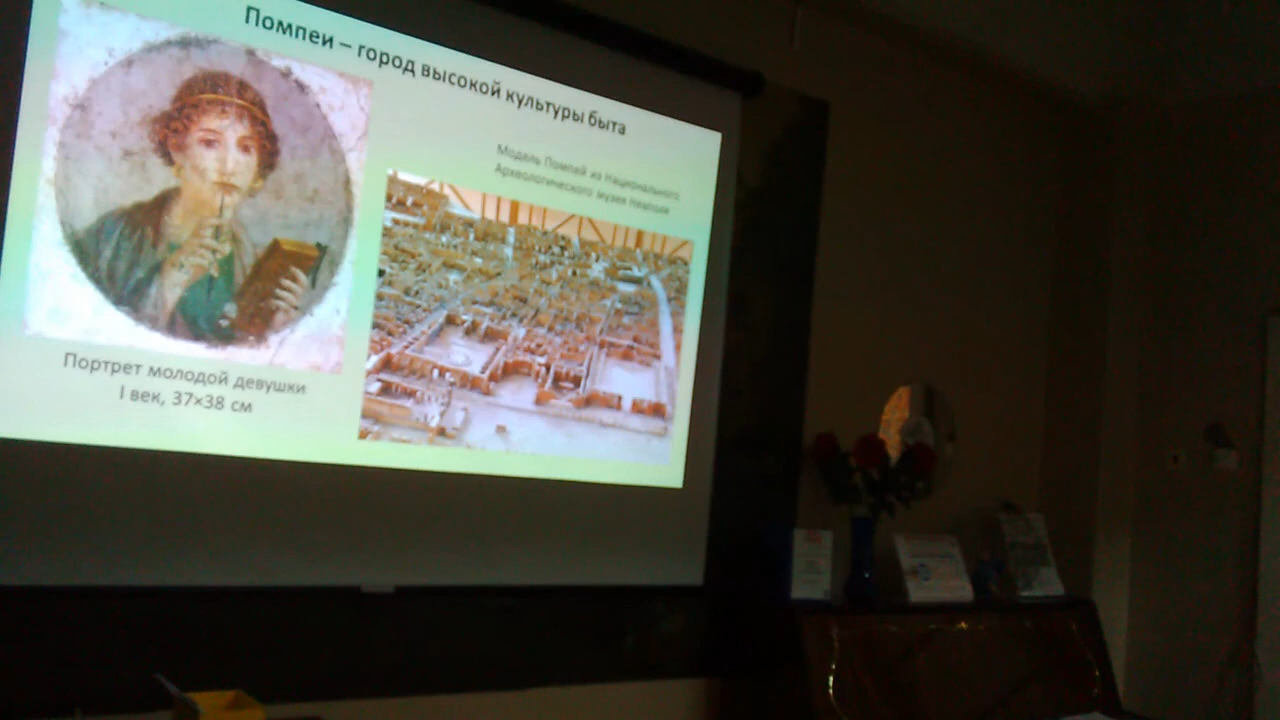 Помпеи – город высокой культуры быта
Модель Помпей из Национального
Археологического музея Неаполя
Портрет молодой девушки
I век, 37×38 см